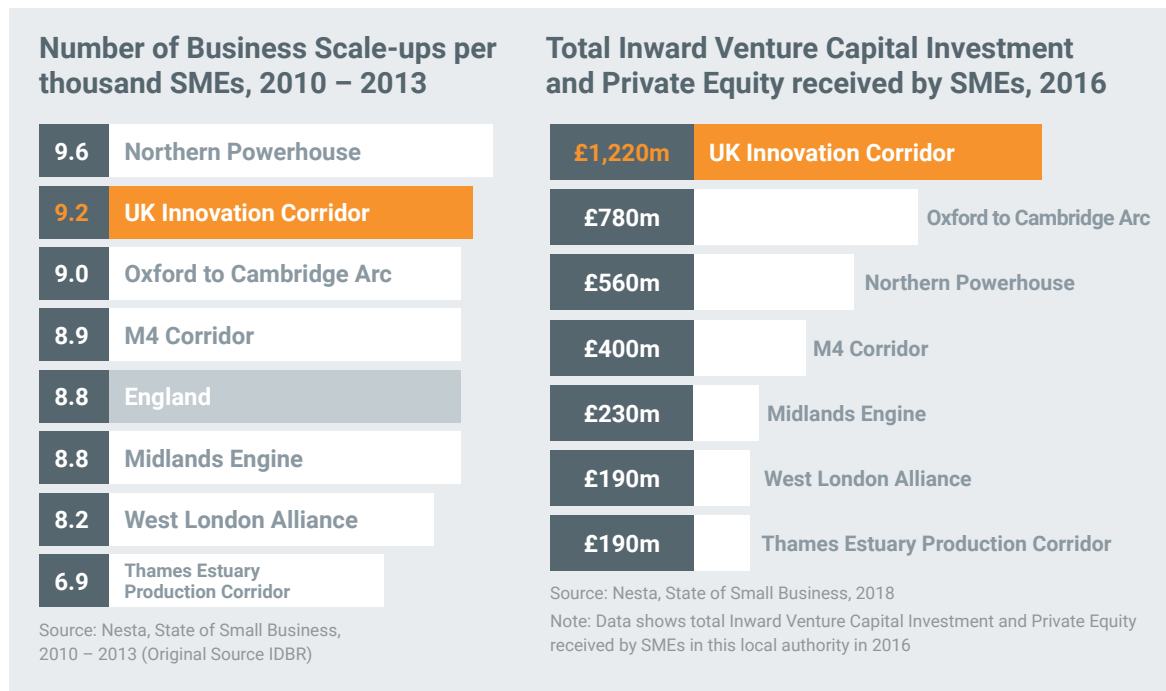 Number of Business Scale-ups per
thousand SMEs, 2010 – 2013
9.6 Northern Powerhouse
9.2 UK Innovation Corridor
9.0 Oxford to Cambridge Arc
8.9 M4 Corridor
8.8 England
8.8 Midlands Engine
8.2 West London Alliance
6.9 Thames Estuary
Production Corridor
Source: Nesta, State of Small Business,
2010 – 2013 (Original Source IDBR)
Total Inward Venture Capital Investment
and Private Equity received by SMEs, 2016
£1,220m UK Innovation Corridor
£780m Oxford to Cambridge Arc
£560m Northern Powerhouse
£400m M4 Corridor
£230m Midlands Engine
£190m West London Alliance
£190m Thames Estuary Production Corridor
Source: Nesta, State of Small Business, 2018
Note: Data shows total Inward Venture Capital Investment and Private Equity
received by SMEs in this local authority in 2016